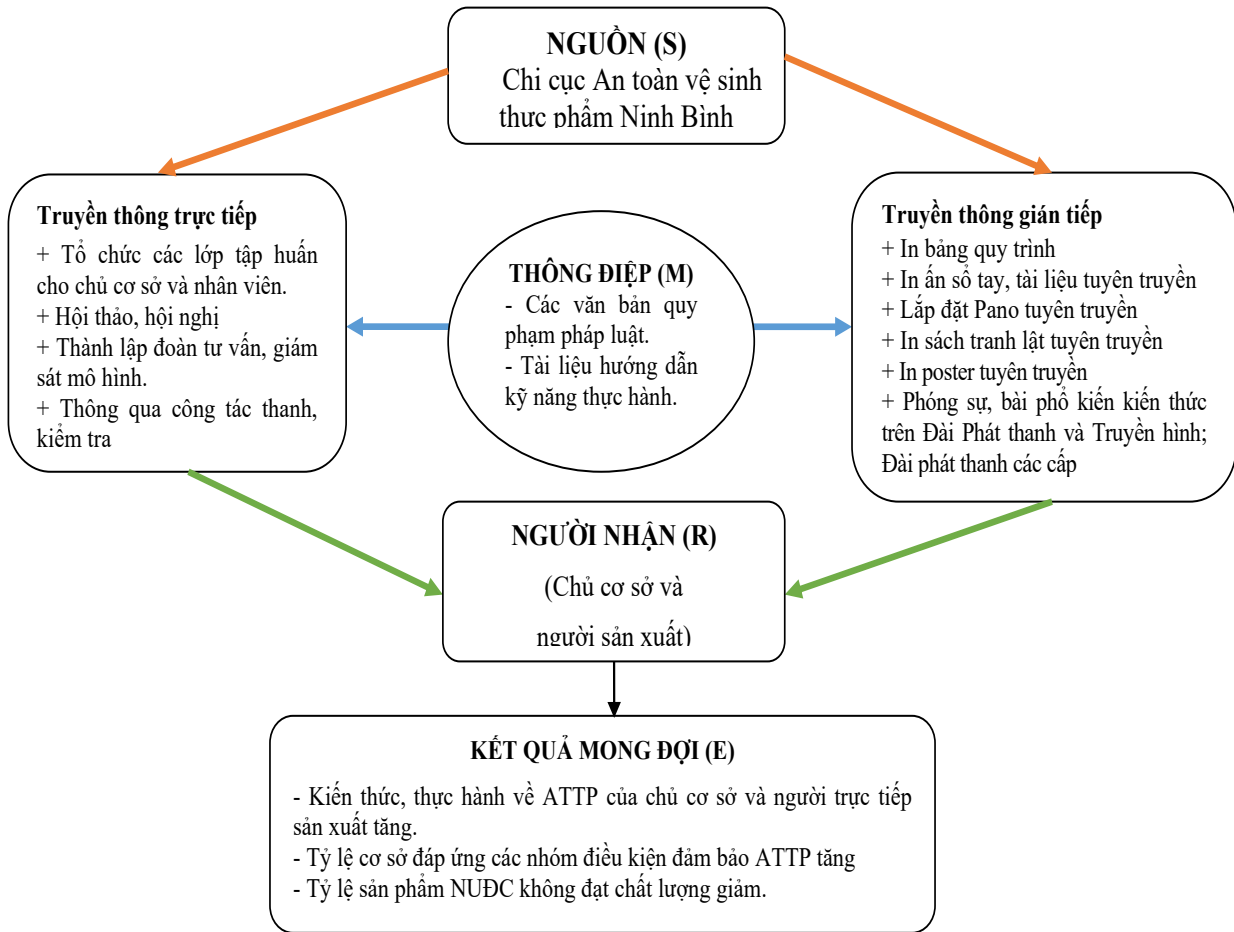 NGUỒN (S)
Chi cục An toàn vệ sinh
thực phẩm Ninh Bình
Truyền thông trực tiếp
+ Tổ chức các lớp tập huấn
cho chủ cơ sở và nhân viên.
+ Hội thảo, hội nghị
+ Thành lập đoàn tư vấn, giám
sát mô hình.
+ Thông qua công tác thanh,
kiểm tra
THÔNG ĐIỆP (M)
- Các văn bản quy
phạm pháp luật.
- Tài liệu hướng dẫn
kỹ năng thực hành.
Truyền thông gián tiếp
+ In bảng quy trình
+ In ấn sổ tay, tài liệu tuyên truyền
+ Lắp đặt Pano tuyên truyền
+ In sách tranh lật tuyên truyền
+ In poster tuyên truyền
+ Phóng sự, bài phổ kiến kiến thức
trên Đài Phát thanh và Truyền hình;
Đài phát thanh các cấp
NGƯỜI NHẬN (R)
(Chủ cơ sở và
người sản xuất)
KẾT QUẢ MONG ĐỢI (E)
- Kiến thức, thực hành về ATTP của chủ cơ sở và người trực tiếp
sản xuất tăng.
- Tỷ lệ cơ sở đáp ứng các nhóm điều kiện đảm bảo ATTP tăng
- Tỷ lệ sản phẩm NUĐC không đạt chất lượng giảm.